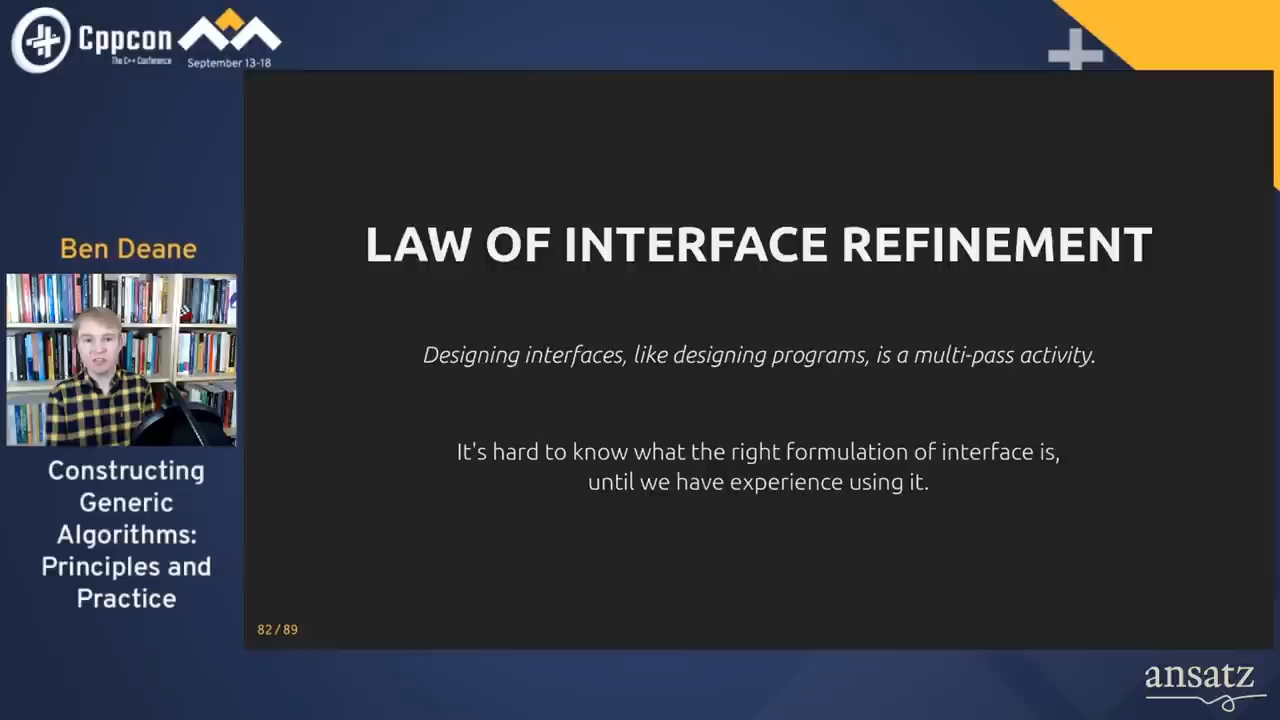 Cppcon
The C++ Conference
September 13-18
Ben Deane
Constructing
Generic
Algorithms:
Principles and
Practice
LAW OF INTERFACE REFINEMENT
Designing interfaces, like designing programs, is a multi-pass activity.
It's hard to know what the right formulation of interface is,
until we have experience using it.
82 / 89
ansatz